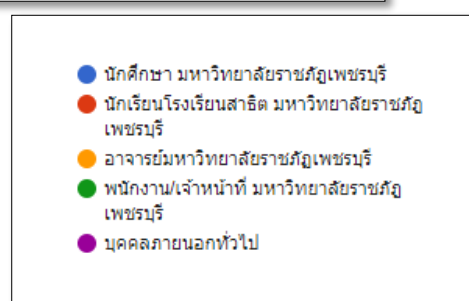 นักศึกษา มหาวิทยาลัยราชภัฏเพชรบุรี
นักเรียนโรงเรียนสาธิต มหาวิทยาลัยราชภัฏ
เพชรบุรี
อาจารย์มหาวิทยาลัยราชภัฏเพชรบุรี
พนักงาน/เจ้าหน้าที่ มหาวิทยาลัยราชภัฏ
เพชรบุรี
บุคคลภายนอกทั่วไป